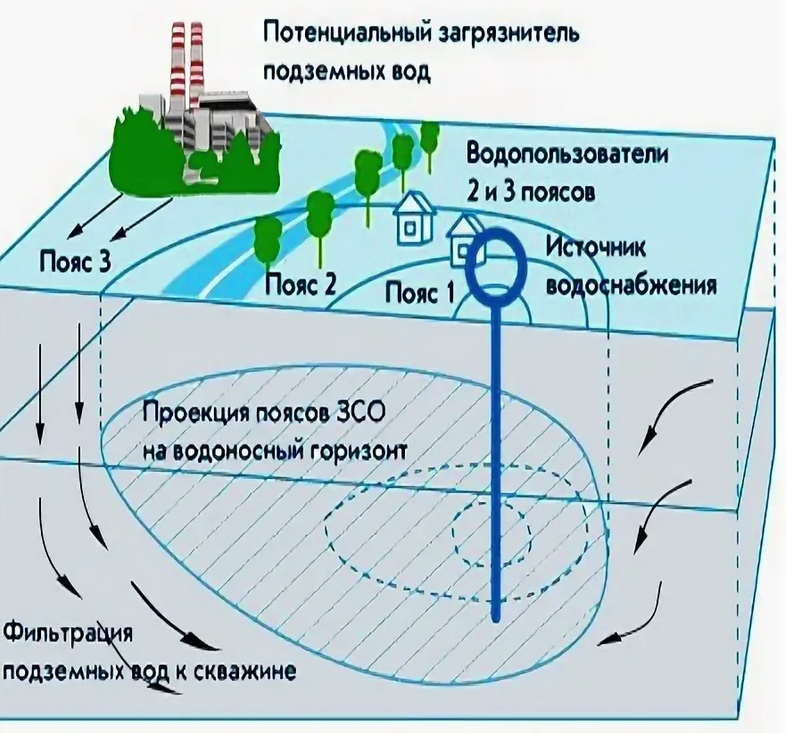 Потенциальный загрязнитель
подземных вод
Водопользователи
2 и 3 поясов
Источник
водоснабжения
Пояс 3
Пояс 2
Пояс 1
Проекция поясов ЗСО
на водоносный горизонт
Фильтрация
подземных вод к скважине